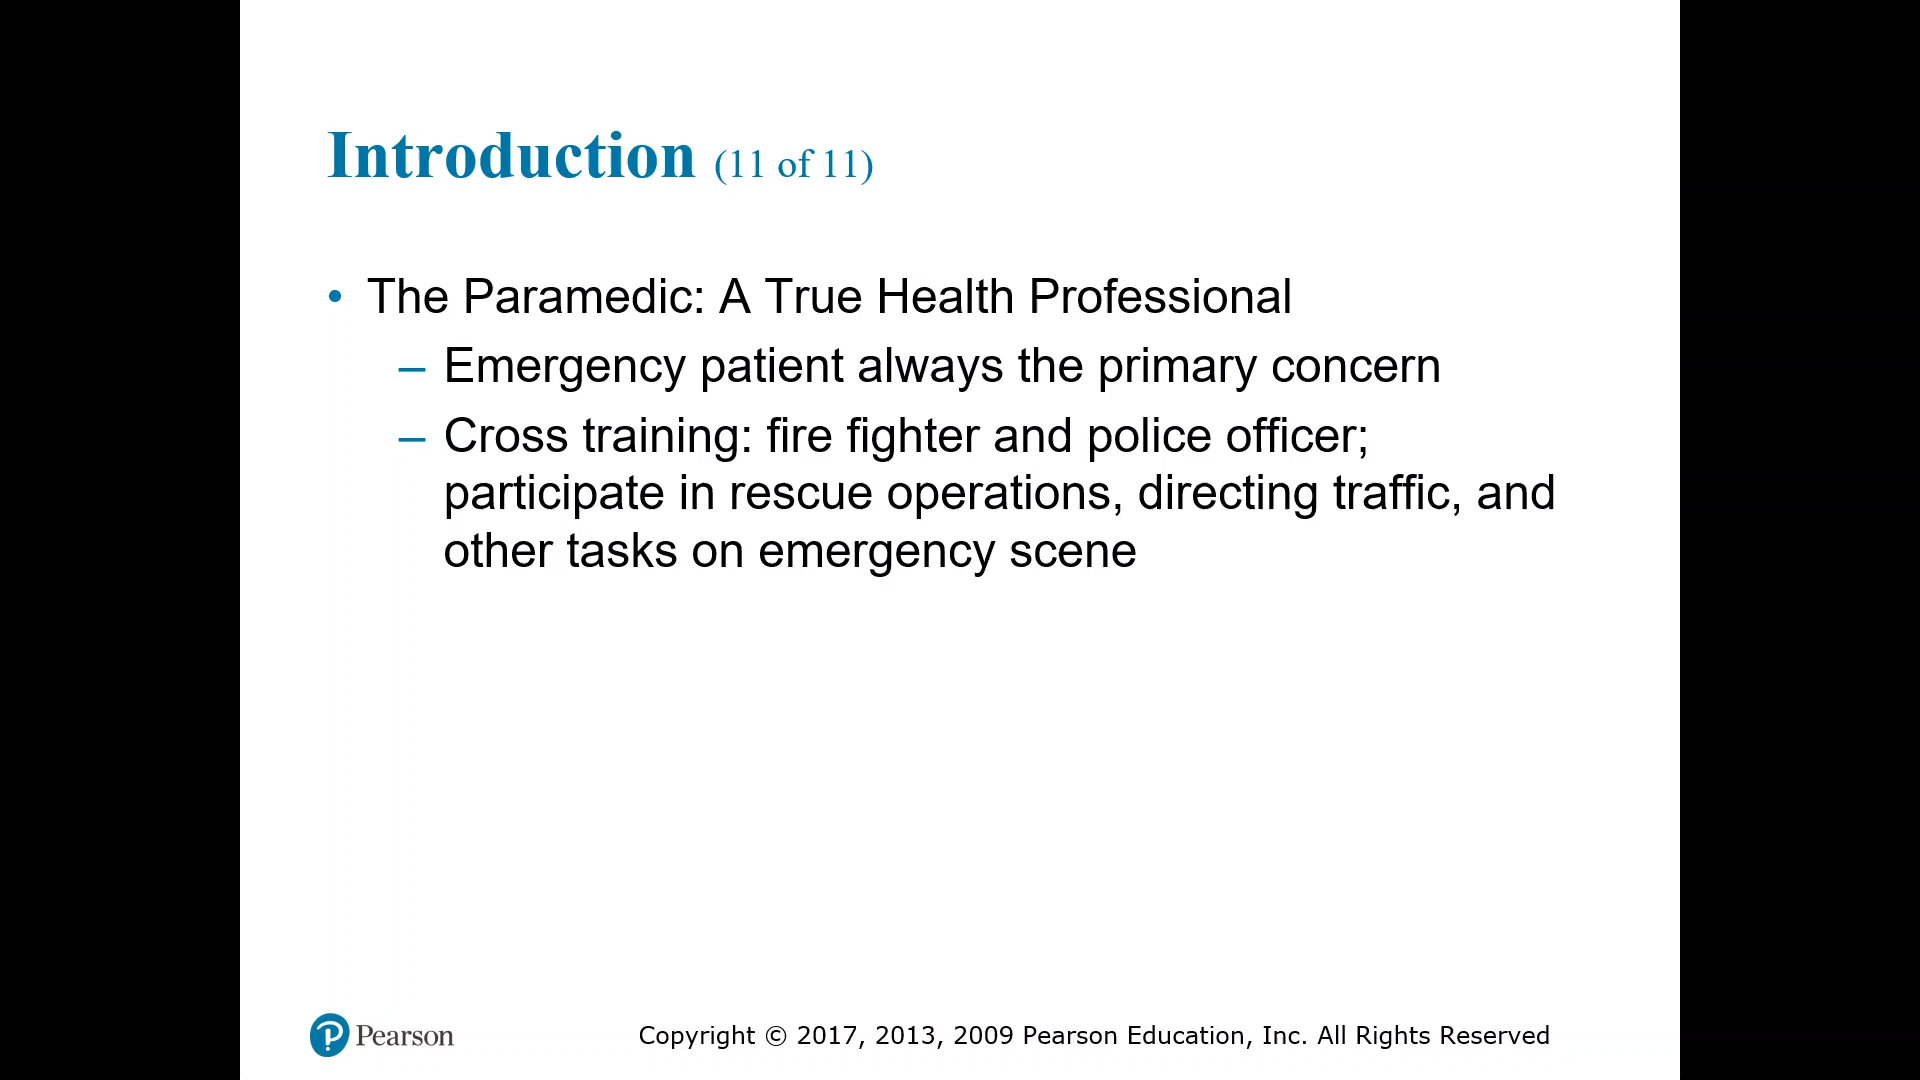 Introduction (11 of 11)
• The Paramedic: A True Health Professional
– Emergency patient always the primary concern
– Cross training: fire fighter and police officer;
participate in rescue operations, directing traffic, and
other tasks on emergency scene
Pearson
Copyright © 2017, 2013, 2009 Pearson Education, Inc. All Rights Reserved